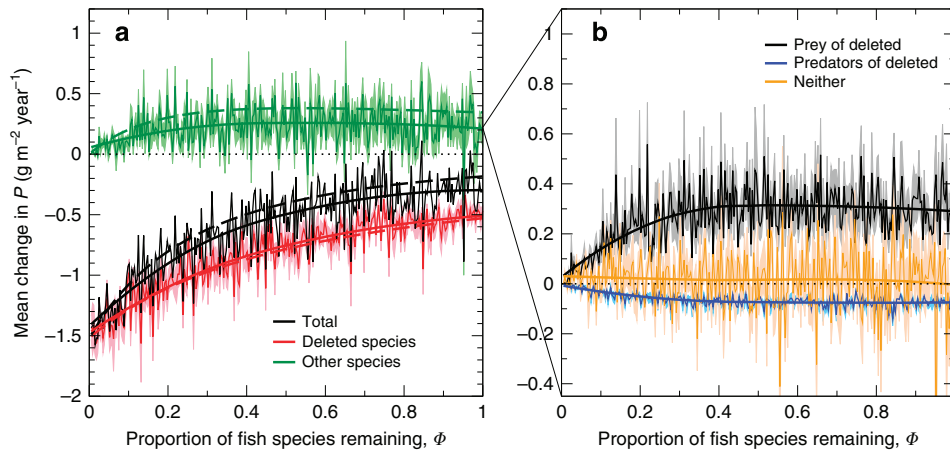 a
b
Mean change in P (g m−2 year−1)
1
0.5
0
−0.5
−1
−1.5
−2
Total
Deleted species
Other species
0 0.2 0.4 0.6 0.8 1
Proportion of fish species remaining, Φ
1
0.8
0.6
0.4
0.2
0
−0.2
−0.4
Prey of deleted
Predators of deleted
Neither
0 0.2 0.4 0.6 0.8
Proportion of fish species remaining, Φ